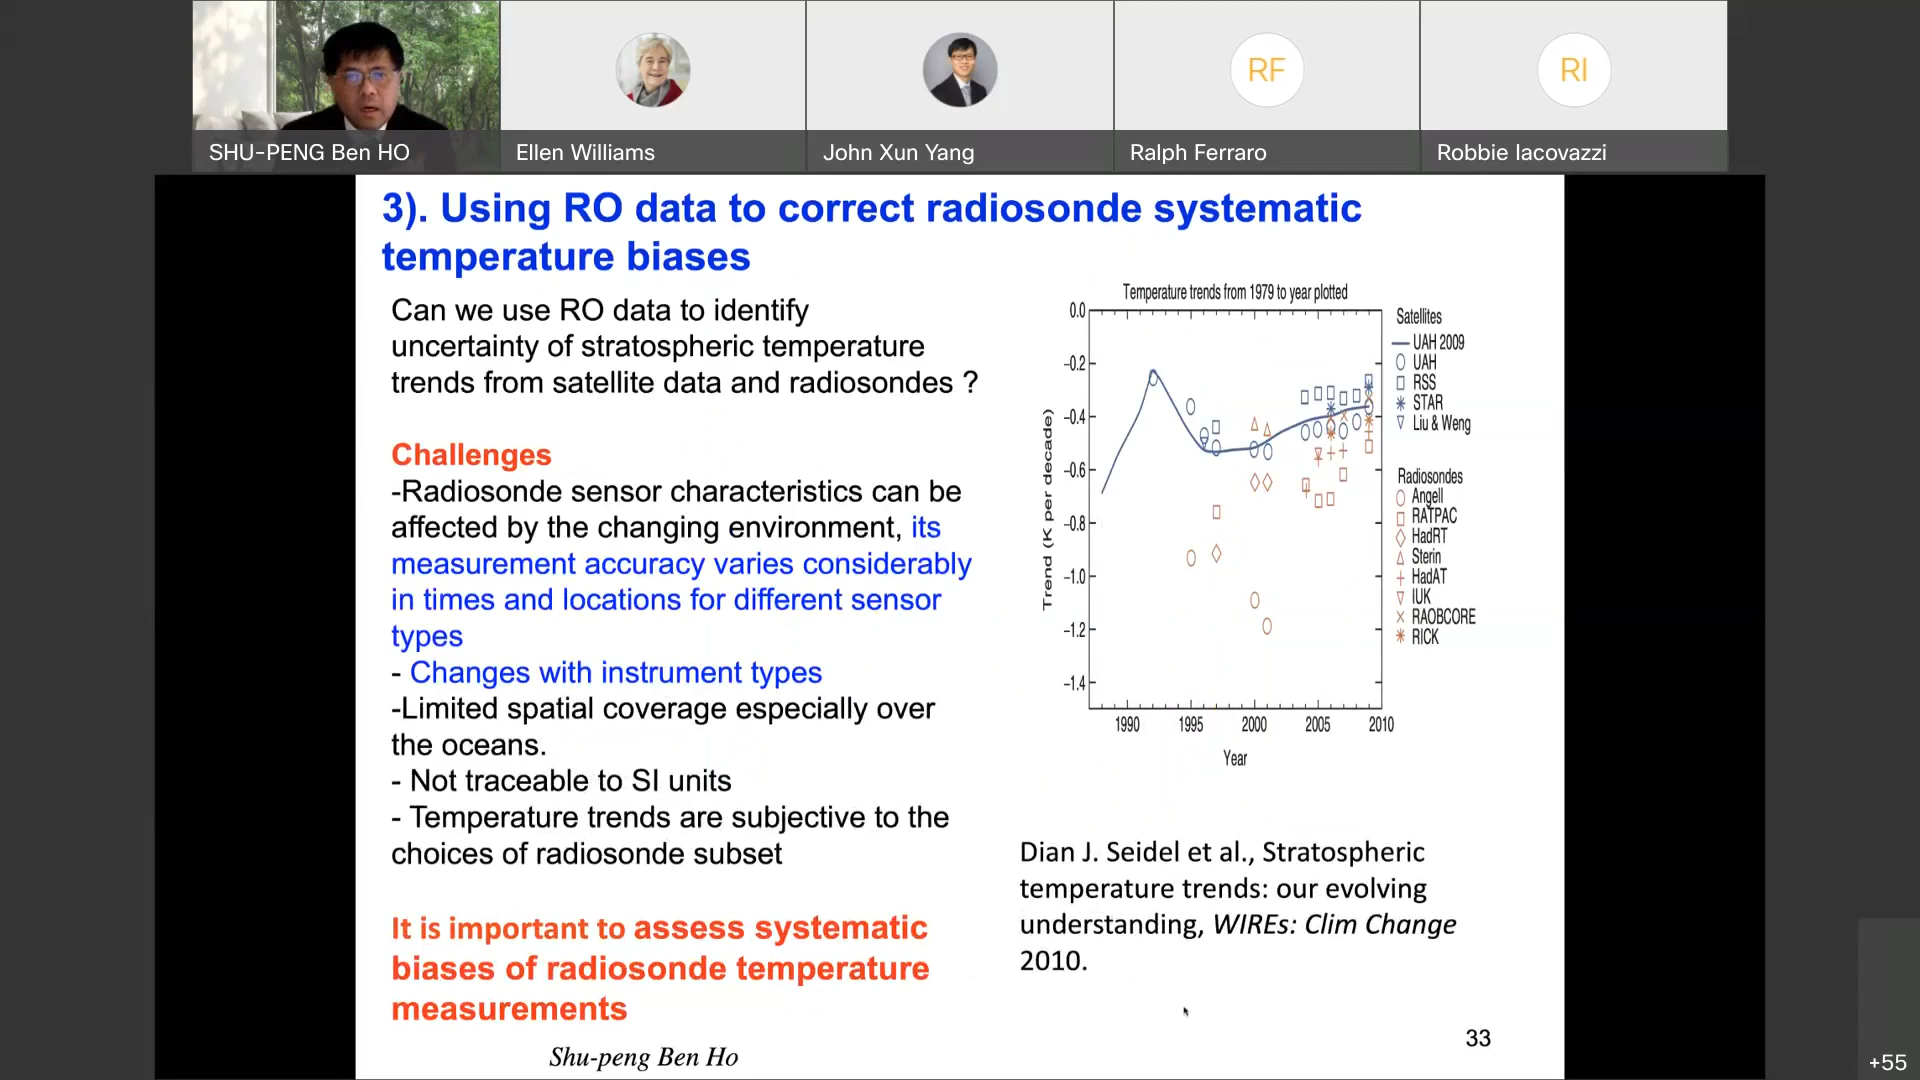 RF
RI
SHU-PENG Ben HO
Ellen Williams
John Xun Yang
Ralph Ferraro
Robbie Iacovazzi
3). Using RO data to correct radiosonde systematic
temperature biases
Can we use RO data to identify
uncertainty of stratospheric temperature
trends from satellite data and radiosondes ?
Challenges
-Radiosonde sensor characteristics can be
affected by the changing environment, its
measurement accuracy varies considerably
in times and locations for different sensor
types
- Changes with instrument types
-Limited spatial coverage especially over
the oceans.
- Not traceable to SI units
- Temperature trends are subjective to the
choices of radiosonde subset
It is important to assess systematic
biases of radiosonde temperature
measurements
Shu-peng Ben Ho
Temperature trends from 1979 to year plotted
Trend (K per decade)
0.0
-0.2
-0.4
-0.6
-0.8
-1.0
-1.2
-1.4
1990 1995 2000 2005 2010
Year
Satellites
UAH 2009
UAH
RSS
STAR
Liu & Weng
Radiosondes
Angell
RATPAC
HadRT
Sterin
HadAT
IUK
RAOBCORE
RICK
Dian J. Seidel et al., Stratospheric
temperature trends: our evolving
understanding, WIREs: Clim Change
2010.
33
+55